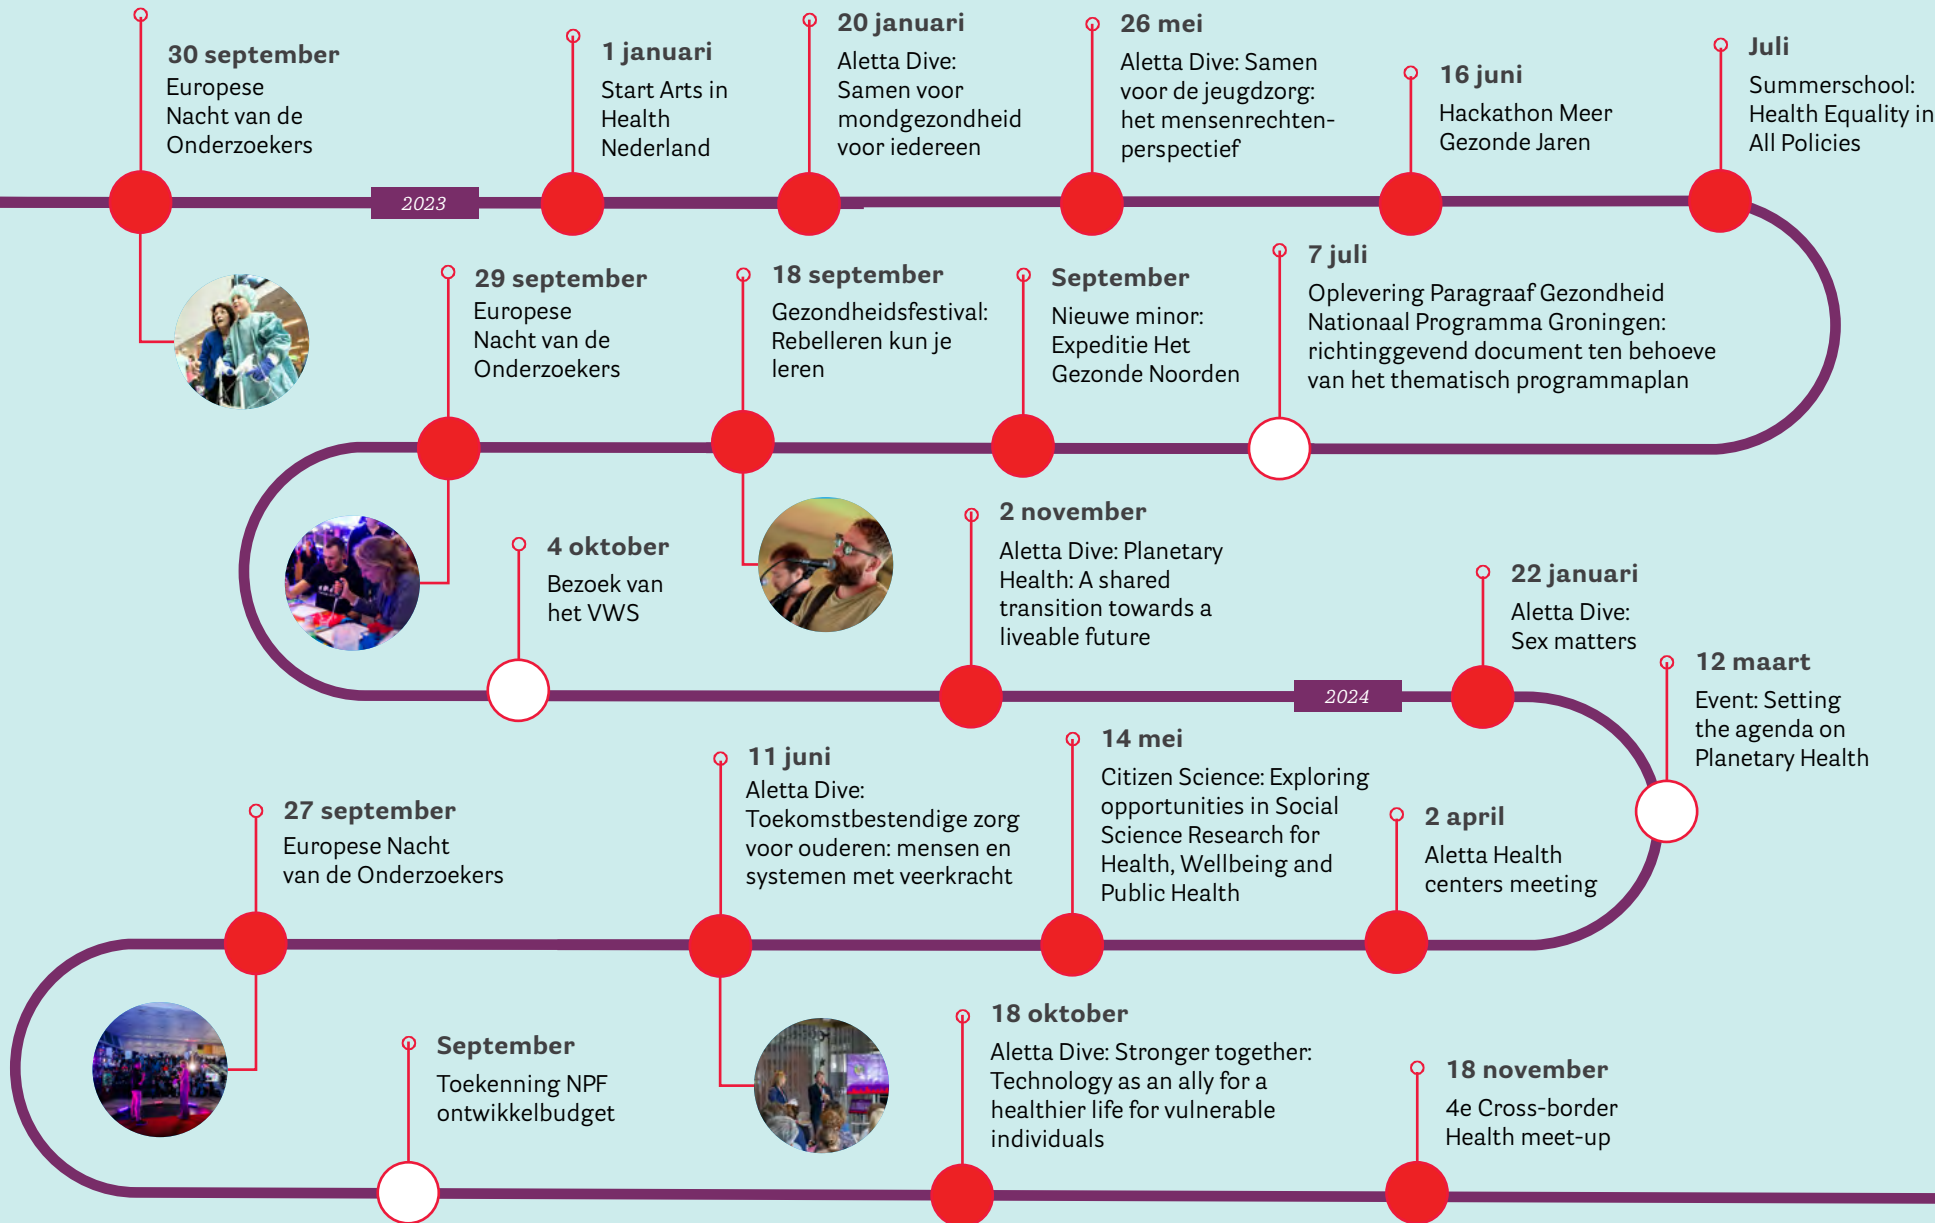 30 september
Europese
Nacht van de
Onderzoekers
2023
1 januari
Start Arts in
Health
Nederland
20 januari
Aletta Dive:
Samen voor
mondgezondheid
voor iedereen
26 mei
Aletta Dive: Samen
voor de jeugdzorg:
het mensenrechten-
perspectief
16 juni
Hackathon Meer
Gezonde Jaren
Juli
Summerschool:
Health Equality in
All Policies
7 juli
Oplevering Paragraaf Gezondheid
Nationaal Programma Groningen:
richtinggevend document ten behoeve
van het thematisch programmaplan
September
Nieuwe minor:
Expeditie Het
Gezonde Noorden
18 september
Gezondheidsfestival:
Rebelleren kun je
leren
29 september
Europese
Nacht van de
Onderzoekers
4 oktober
Bezoek van
het VWS
2 november
Aletta Dive: Planetary
Health: A shared
transition towards a
liveable future
2024
22 januari
Aletta Dive:
Sex matters
12 maart
Event: Setting
the agenda on
Planetary Health
2 april
Aletta Health
centers meeting
14 mei
Citizen Science: Exploring
opportunities in Social
Science Research for
Health, Wellbeing and
Public Health
11 juni
Aletta Dive:
Toekomstbestendige zorg
voor ouderen: mensen en
systemen met veerkracht
27 september
Europese Nacht
van de Onderzoekers
September
Toekenning NPF
ontwikkelbudget
18 oktober
Aletta Dive: Stronger together:
Technology as an ally for a
healthier life for vulnerable
individuals
18 november
4e Cross-border
Health meet-up